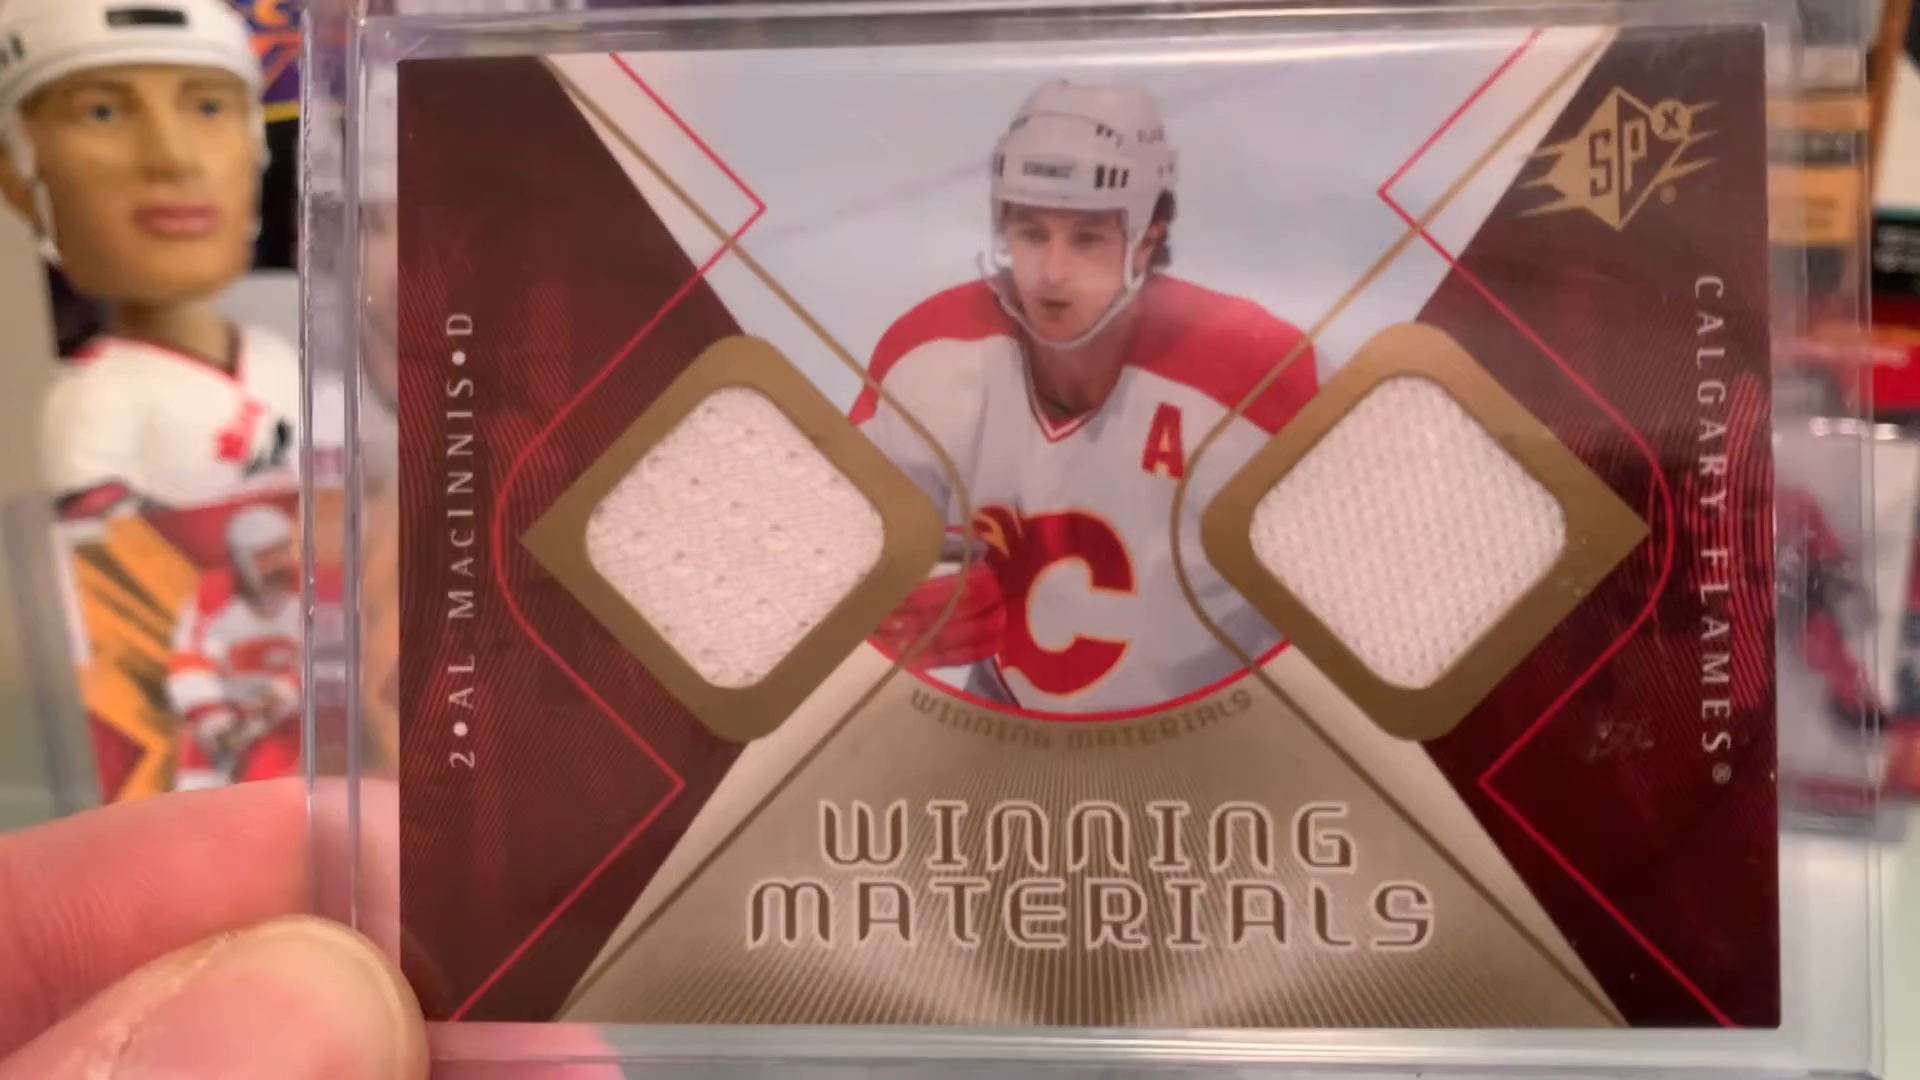 SPX®
2•AL MACINNIS•D
CALGARY FLAMES®
A
C
WINNING MATERIALS
WINNING
MATERIALS